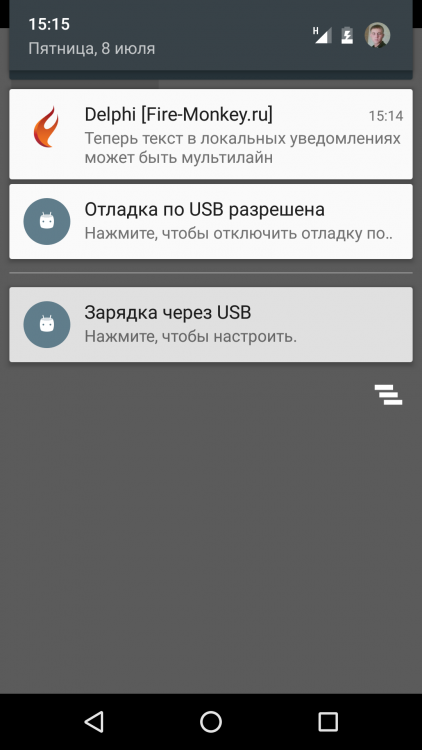 15:15
Пятница, 8 июля
H
Delphi [Fire-Monkey.ru] 15:14
Теперь текст в локальных уведомлениях
может быть мультилайн
Отладка по USB разрешена
Нажмите, чтобы отключить отладку по..
Зарядка через USB
Нажмите, чтобы настроить.